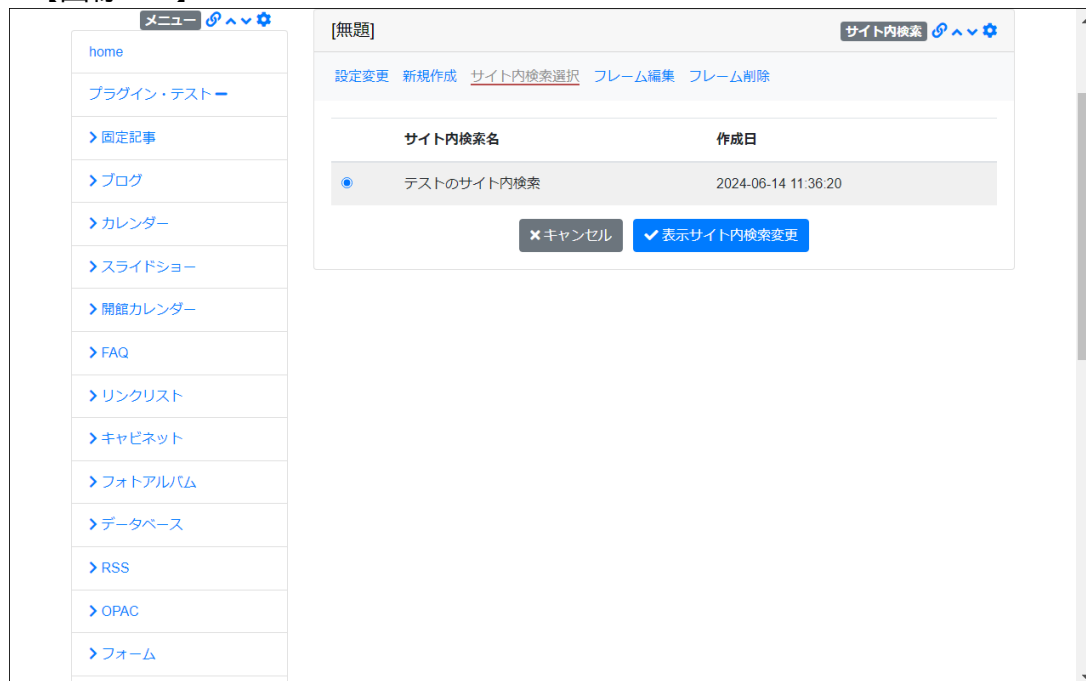 メニュー
home
プラグイン・テスト
固定記事
ブログ
カレンダー
スライドショー
開館カレンダー
FAQ
リンクリスト
キャビネット
フォトアルバム
データベース
RSS
OPAC
フォーム
[無題]
サイト内検索
設定変更 新規作成 サイト内検索選択 フレーム編集 フレーム削除
サイト内検索名 作成日
テストのサイト内検索 2024-06-14 11:36:20
キャンセル 表示サイト内検索変更